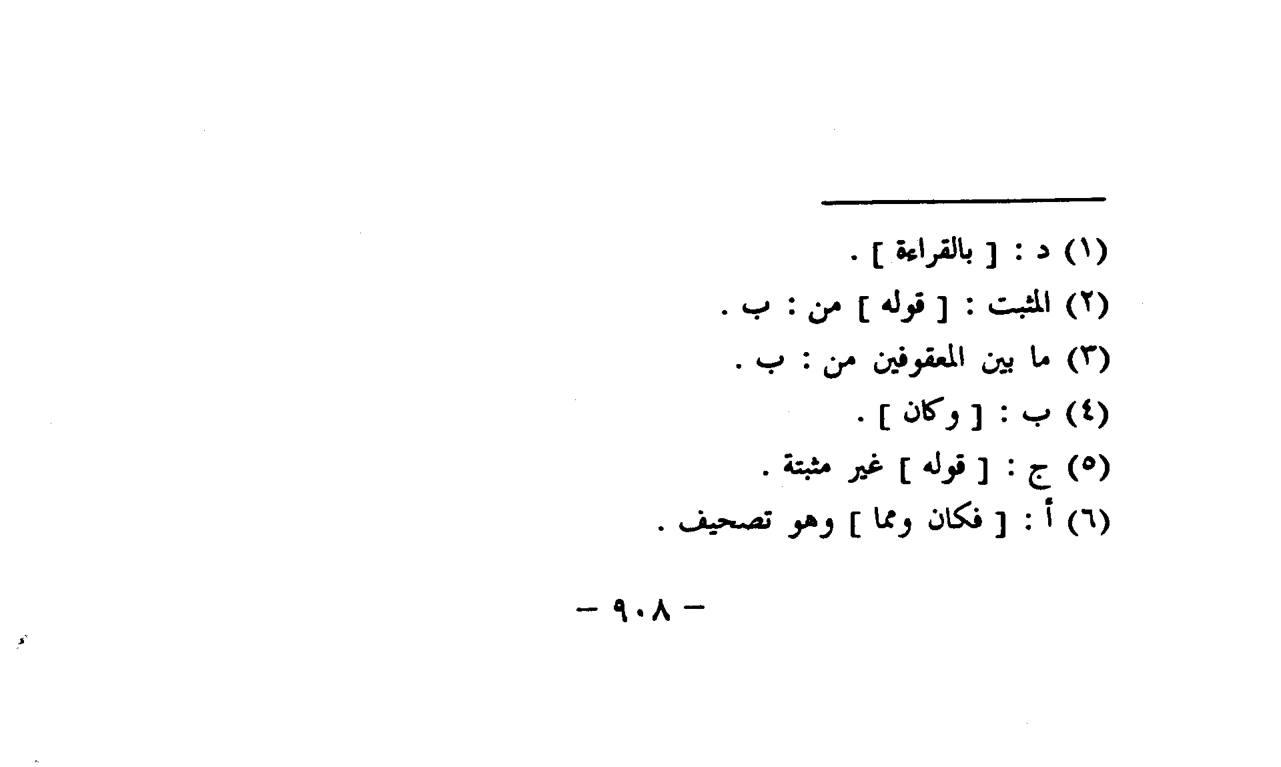 (١) د : [ بالقراءة ] .
(٢) المثبت : [ قوله ] من : ب .
(٣) ما بين المعقوفين من : ب .
(٤) ب : [ وكان ] .
(٥) ج : [ قوله ] غير مثبتة .
(٦) أ : [ فكان ومما ] وهو تصحيف .
− ٩٠٨ −